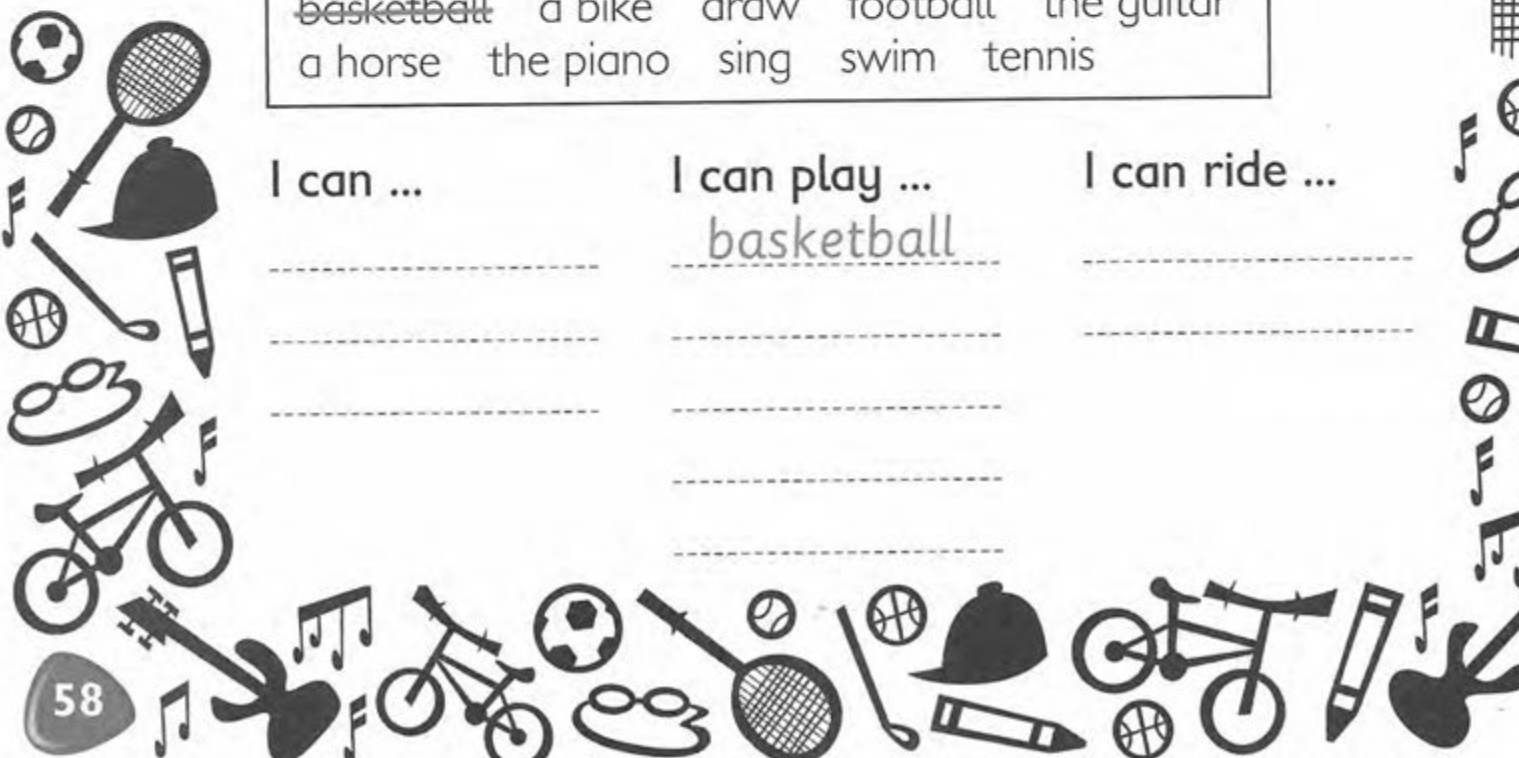 basketball a bike draw football the guitar
a horse the piano sing swim tennis
I can ... I can play ... I can ride ...
basketball
58